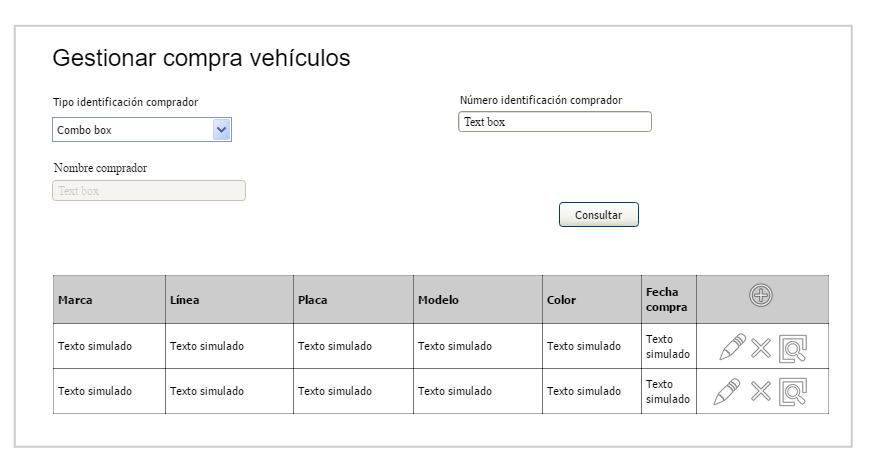 Gestionar compra vehículos
Tipo identificación comprador
Número identificación comprador
Combo box
Text box
Nombre comprador
Text box
Consultar
Marca Línea Placa Modelo Color Fecha compra
Texto simulado Texto simulado Texto simulado Texto simulado Texto simulado Texto simulado
Texto simulado Texto simulado Texto simulado Texto simulado Texto simulado Texto simulado